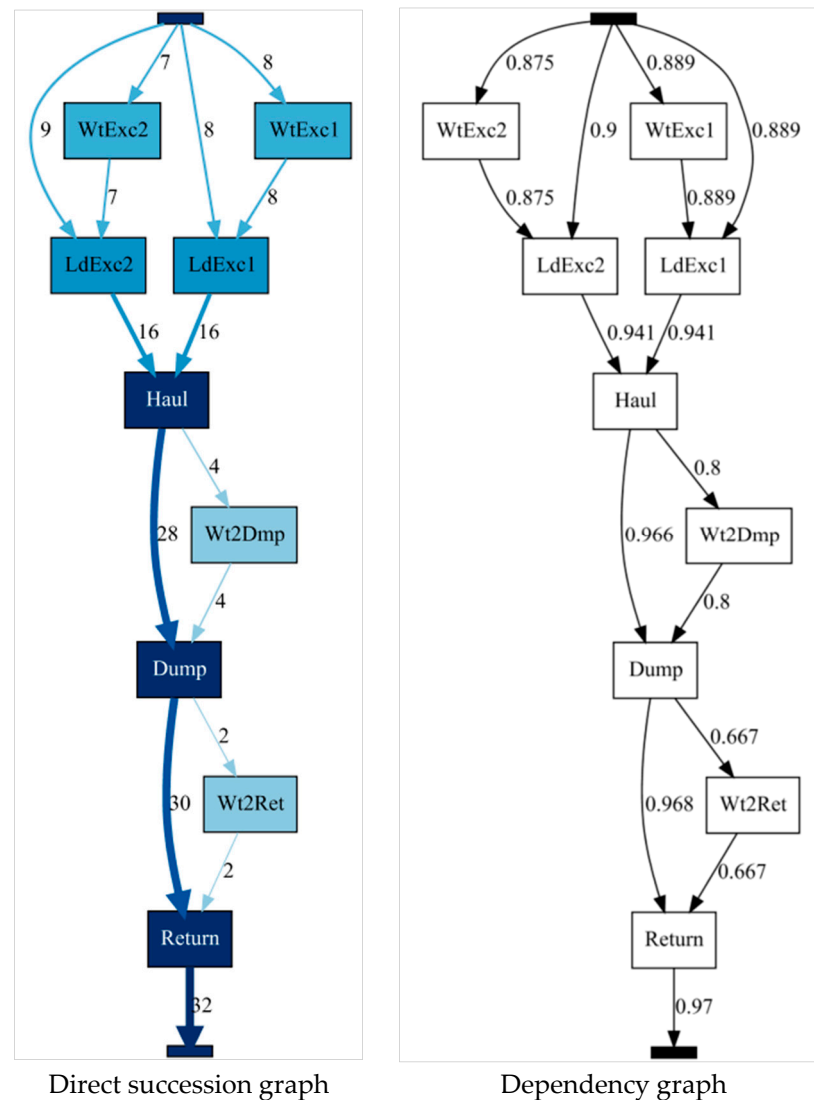 7
8
0.875
0.889
9
WtExc2
8
WtExc1
WtExc2
0.9
WtExc1
0.889
7
8
0.875
0.889
LdExc2
LdExc1
LdExc2
LdExc1
16
16
0.941
0.941
Haul
Haul
4
0.8
28
Wt2Dmp
0.966
Wt2Dmp
4
0.8
Dump
Dump
2
0.667
30
Wt2Ret
0.968
Wt2Ret
2
0.667
Return
Return
32
0.97
Direct succession graph
Dependency graph